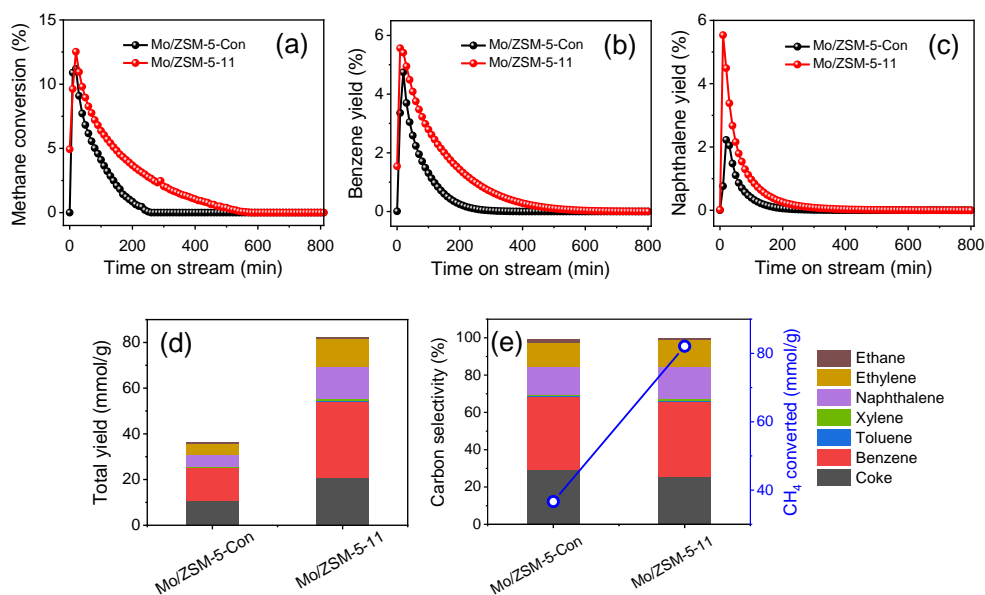 (a)
Mo/ZSM-5-Con
Mo/ZSM-5-11
Methane conversion (%)
15
10
5
0
0 200 400 600 800
Time on stream (min)
(b)
Mo/ZSM-5-Con
Mo/ZSM-5-11
Benzene yield (%)
6
4
2
0
0 200 400 600 800
Time on stream (min)
(c)
Mo/ZSM-5-Con
Mo/ZSM-5-11
Naphthalene yield (%)
6
4
2
0
0 200 400 600 800
Time on stream (min)
(d)
Total yield (mmol/g)
80
60
40
20
0
Mo/ZSM-5-Con
Mo/ZSM-5-11
(e)
Carbon selectivity (%)
100
80
60
40
20
0
Mo/ZSM-5-Con
Mo/ZSM-5-11
80
60
40
CH4 converted (mmol/g)
Ethane
Ethylene
Naphthalene
Xylene
Toluene
Benzene
Coke